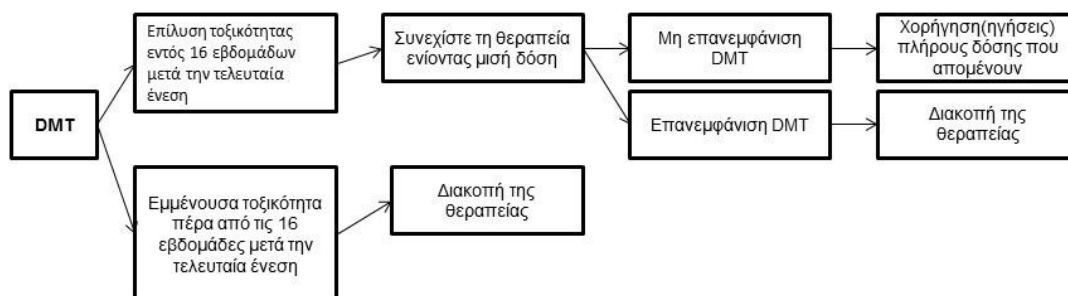 DMT
Επίλυση τοξικότητας
εντός 16 εβδομάδων
μετά την τελευταία
ένεση
Συνεχίστε τη θεραπεία
ενίοντας μισή δόση
Μη επανεμφάνιση
DMT
Χορήγηση(ηγήσεις)
πλήρους δόσης που
απομένουν
Επανεμφάνιση DMT
Διακοπή της
θεραπείας
Εμμένουσα τοξικότητα
πέρα από τις 16
εβδομάδες μετά την
τελευταία ένεση
Διακοπή της
θεραπείας